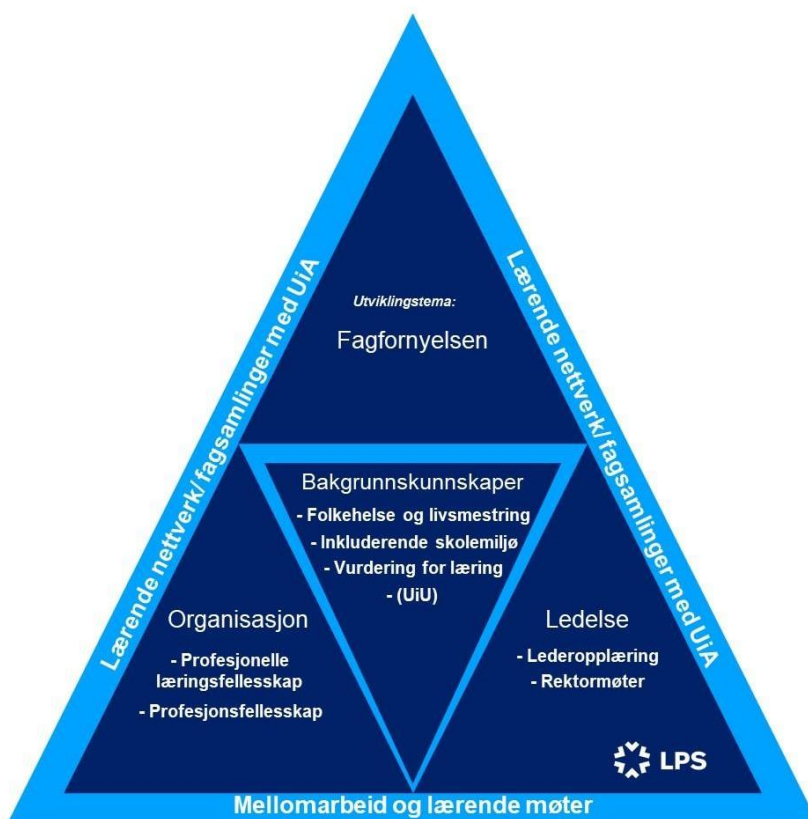 Lærende nettverk/ fagsamlinger med UiA
Lærende nettverk/ fagsamlinger med UiA
Utviklingstema:
Fagfornyelsen
Bakgrunnskunnskaper
- Folkehelse og livsmestring
- Inkluderende skolemiljø
- Vurdering for læring
- (UiU)
Organisasjon
- Profesjonelle
læringsfellesskap
- Profesjonsfellesskap
Ledelse
- Lederopplæring
- Rektormøter
LPS
Mellomarbeid og lærende møter